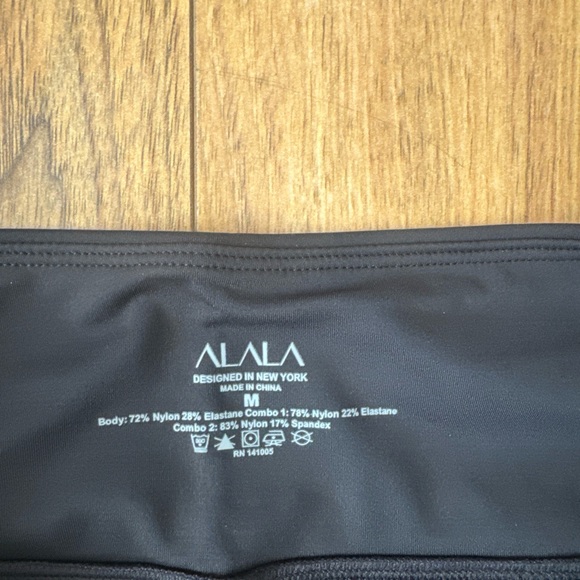 ALALA
DESIGNED IN NEW YORK
MADE IN CHINA
M
Body: 72% Nylon 28% Elastane Combo 1: 78% Nylon 22% Elastane
Combo 2: 83% Nylon 17% Spandex
RN 141005